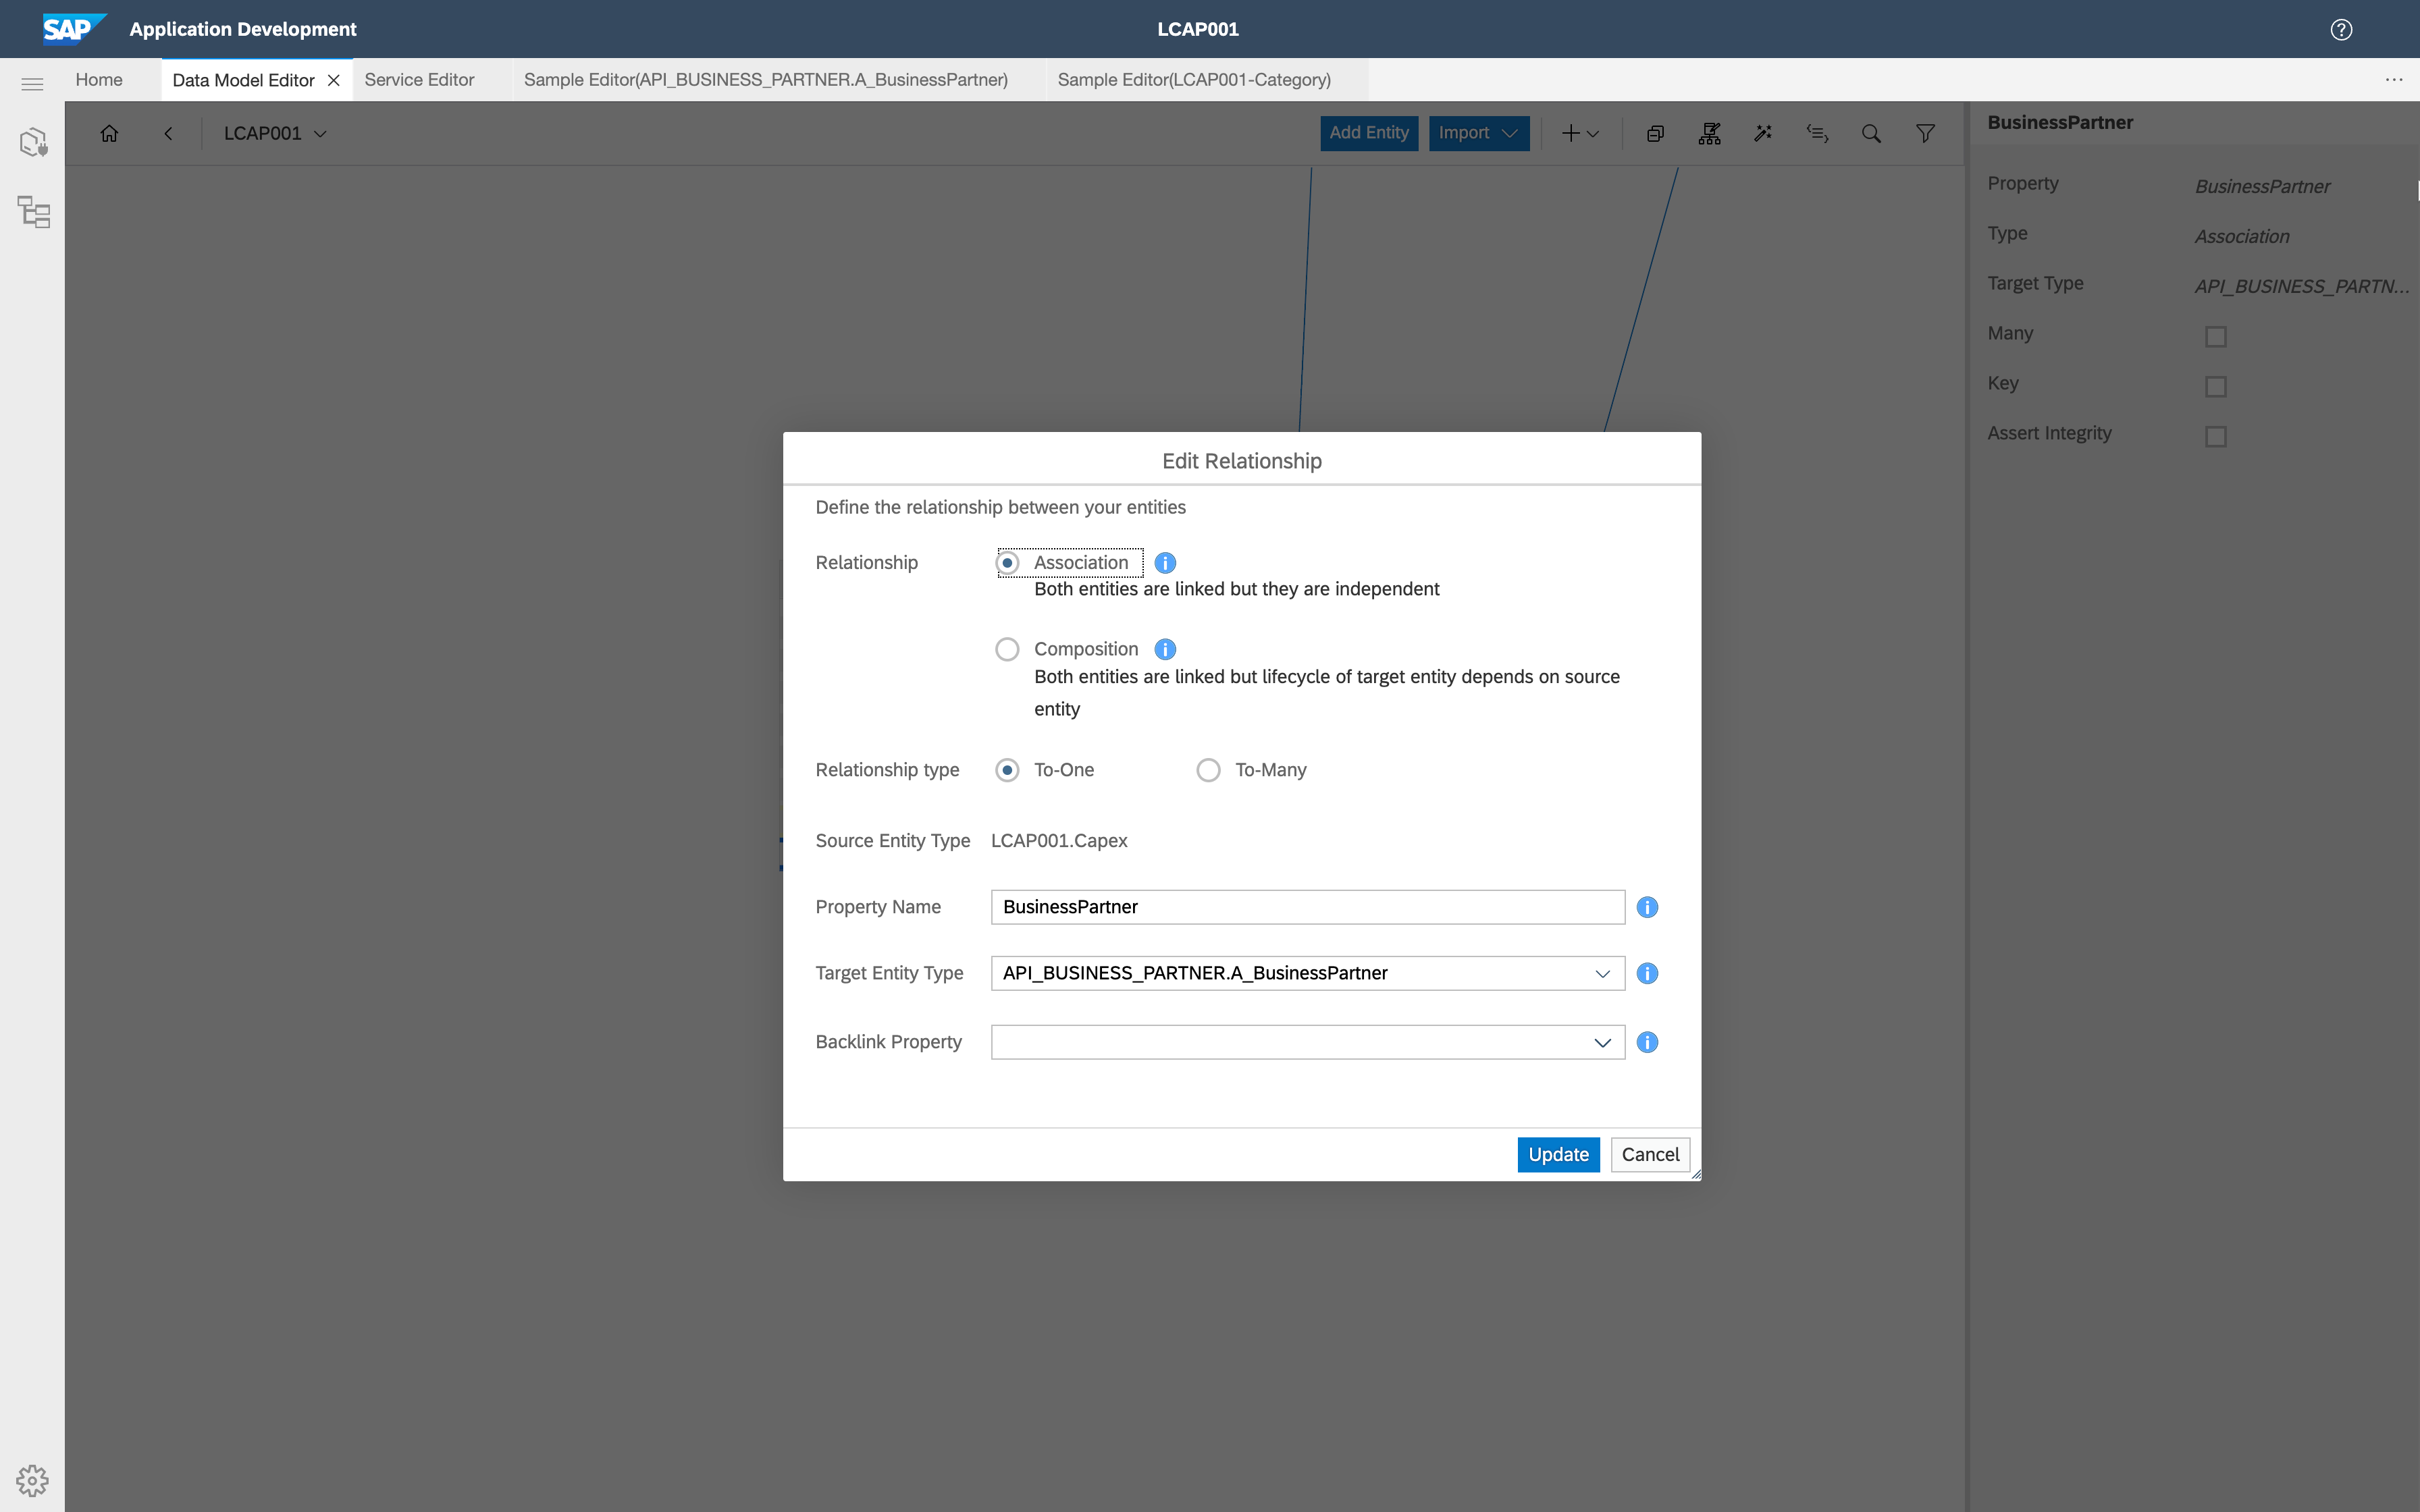 SAP Application Development
LCAP001
Home
Data Model Editor
Service Editor
Sample Editor(API_BUSINESS_PARTNER.A_BusinessPartner)
Sample Editor(LCAP001-Category)
LCAP001
Add Entity
Import
BusinessPartner
Property BusinessPartner
Type Association
Target Type API_BUSINESS_PARTN...
Many
Key
Assert Integrity
Edit Relationship
Define the relationship between your entities
Relationship Association
Both entities are linked but they are independent
Composition
Both entities are linked but lifecycle of target entity depends on source
entity
Relationship type To-One To-Many
Source Entity Type LCAP001.Capex
Property Name BusinessPartner
Target Entity Type API_BUSINESS_PARTNER.A_BusinessPartner
Backlink Property
Update Cancel